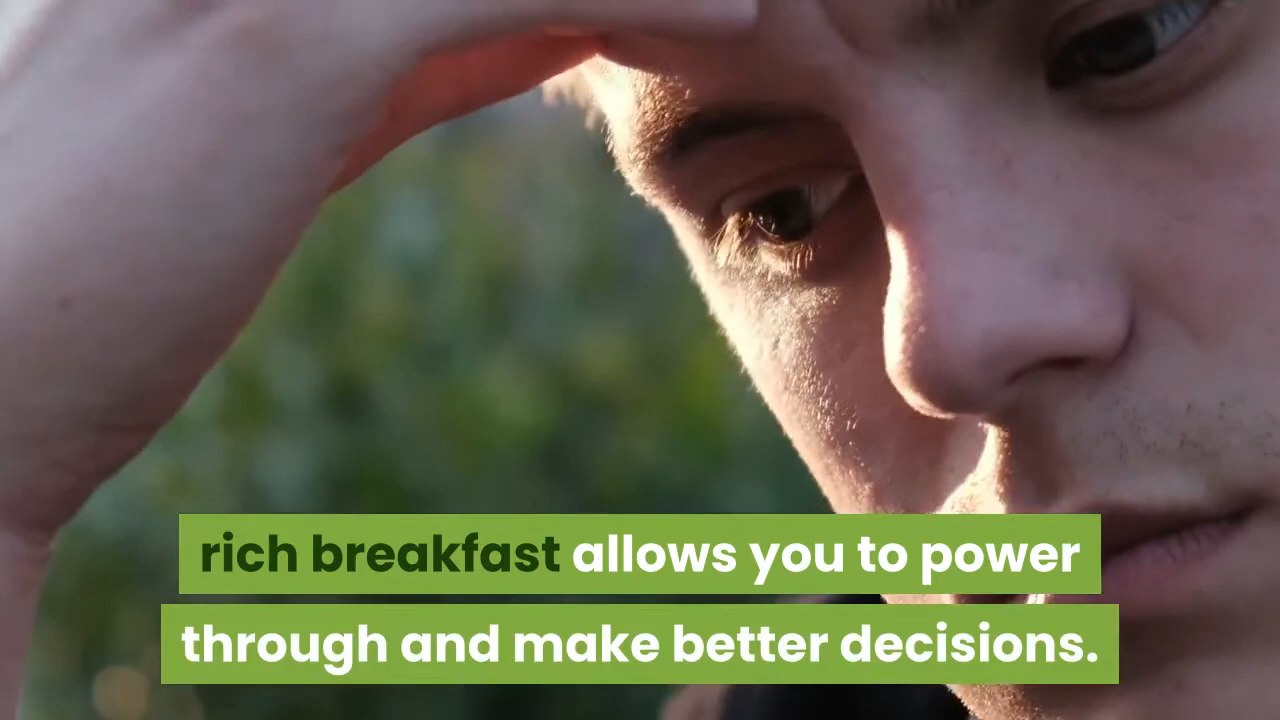 rich breakfast allows you to power
through and make better decisions.